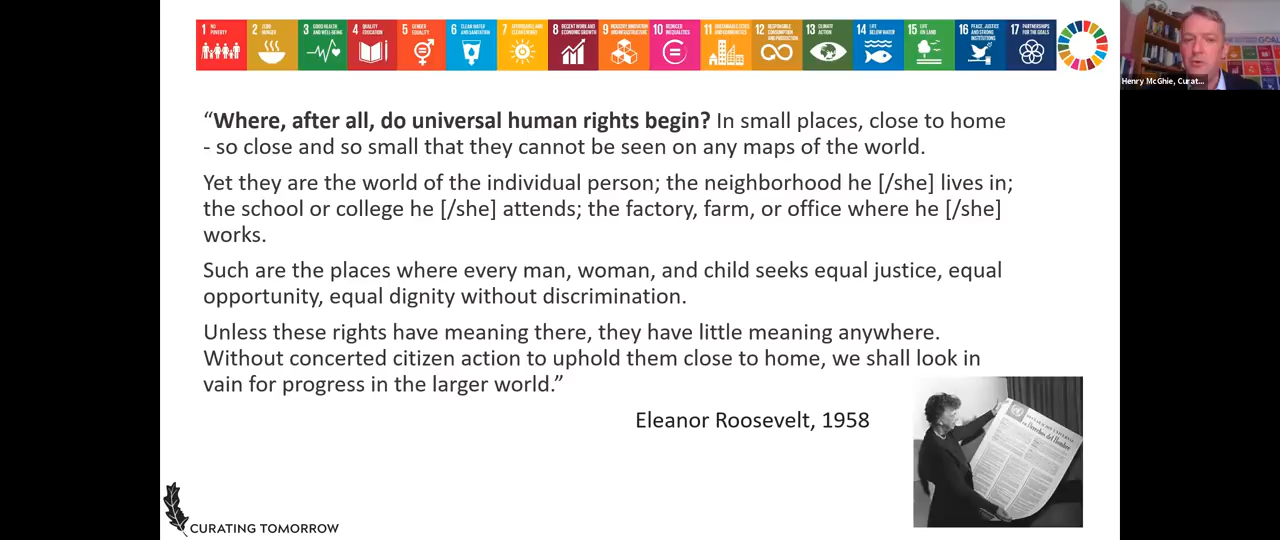 1 NO POVERTY
2 ZERO HUNGER
3 GOOD HEALTH AND WELL-BEING
4 QUALITY EDUCATION
5 GENDER EQUALITY
6 CLEAN WATER AND SANITATION
7 AFFORDABLE AND CLEAN ENERGY
8 DECENT WORK AND ECONOMIC GROWTH
9 INDUSTRY, INNOVATION AND INFRASTRUCTURE
10 REDUCED INEQUALITIES
11 SUSTAINABLE CITIES AND COMMUNITIES
12 RESPONSIBLE CONSUMPTION AND PRODUCTION
13 CLIMATE ACTION
14 LIFE BELOW WATER
15 LIFE ON LAND
16 PEACE, JUSTICE AND STRONG INSTITUTIONS
17 PARTNERSHIPS FOR THE GOALS
Henry McGhie, Curat...
“Where, after all, do universal human rights begin? In small places, close to home
- so close and so small that they cannot be seen on any maps of the world.
Yet they are the world of the individual person; the neighborhood he [/she] lives in;
the school or college he [/she] attends; the factory, farm, or office where he [/she]
works.
Such are the places where every man, woman, and child seeks equal justice, equal
opportunity, equal dignity without discrimination.
Unless these rights have meaning there, they have little meaning anywhere.
Without concerted citizen action to uphold them close to home, we shall look in
vain for progress in the larger world.”
Eleanor Roosevelt, 1958
Derechos del Hombre
CURATING TOMORROW